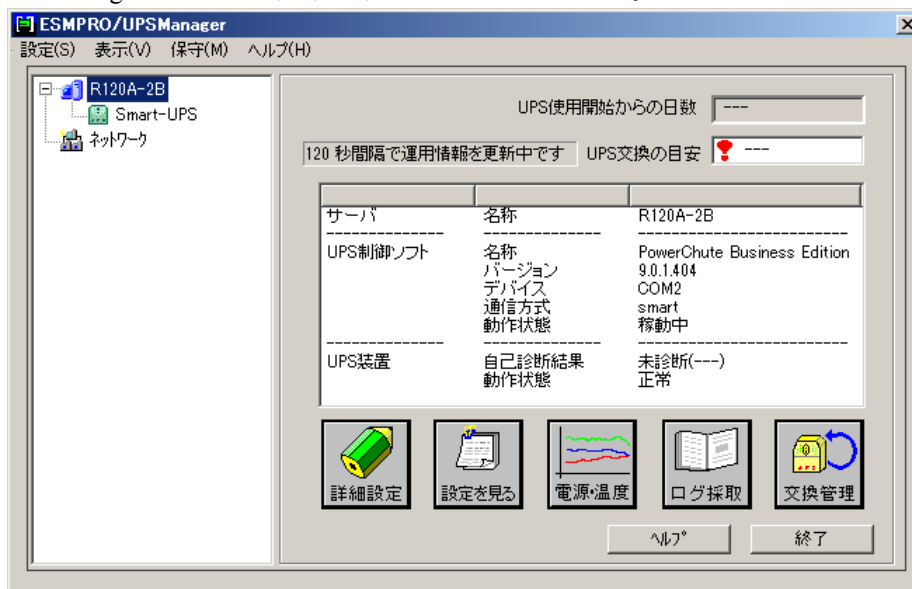 ESMPRO/UPSManager
設定(S) 表示(V) 保守(M) ヘルプ(H)
R120A-2B
Smart-UPS
ネットワーク
UPS使用開始からの日数 ---
120 秒間隔で運用情報を更新中です UPS交換の目安 ---
サーバ 名称 R120A-2B
UPS制御ソフト 名称 PowerChute Business Edition
バージョン 9.0.1.404
デバイス COM2
通信方式 smart
動作状態 稼動中
UPS装置 自己診断結果 未診断(---)
動作状態 正常
詳細設定 設定を見る 電源・温度 ログ採取 交換管理
ヘルプ 終了